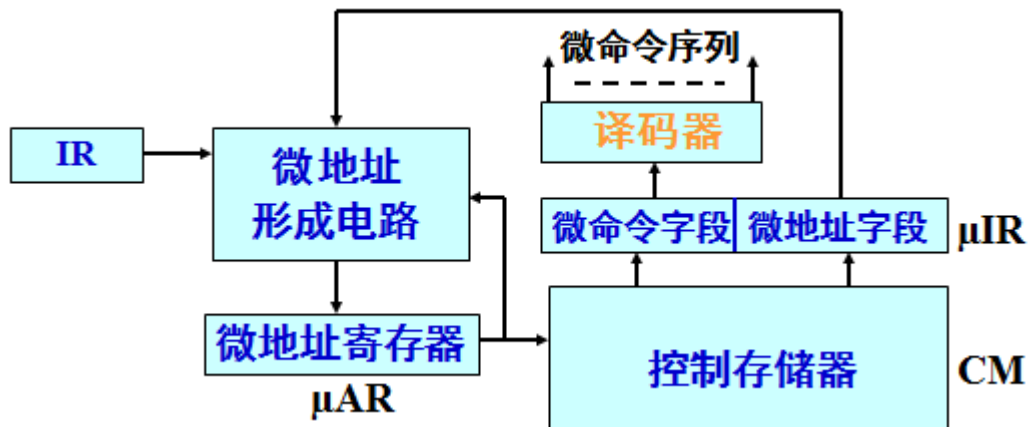 微命令序列
译码器
IR
微地址
形成电路
微命令字段
微地址字段
μIR
微地址寄存器
μAR
控制存储器
CM